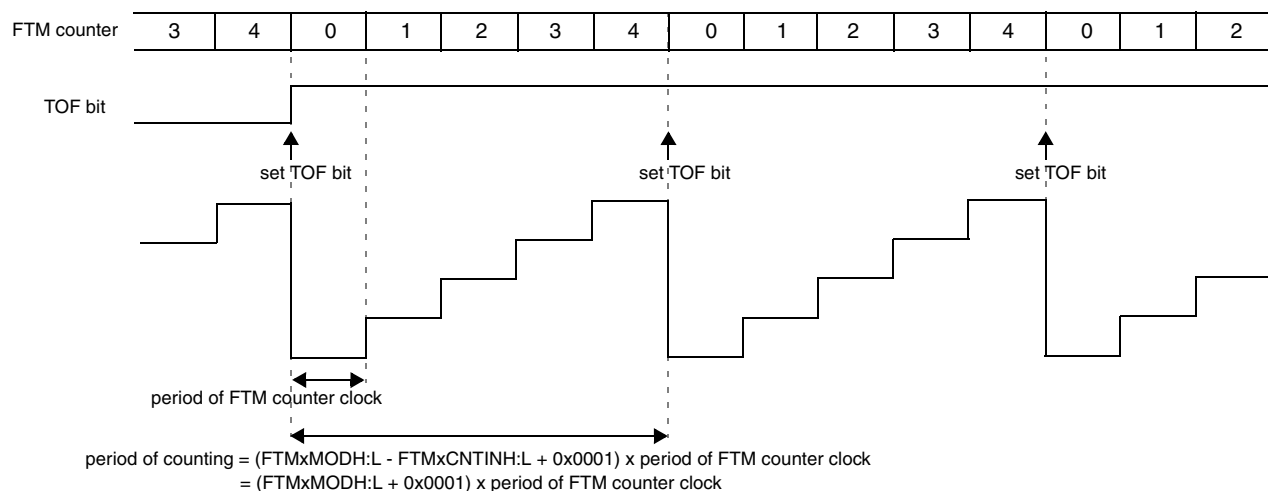 FTM counter 3 4 0 1 2 3 4 0 1 2 3 4 0 1 2
TOF bit
set TOF bit set TOF bit set TOF bit
period of FTM counter clock
period of counting = (FTMxMODH:L - FTMxCNTINH:L + 0x0001) x period of FTM counter clock
= (FTMxMODH:L + 0x0001) x period of FTM counter clock